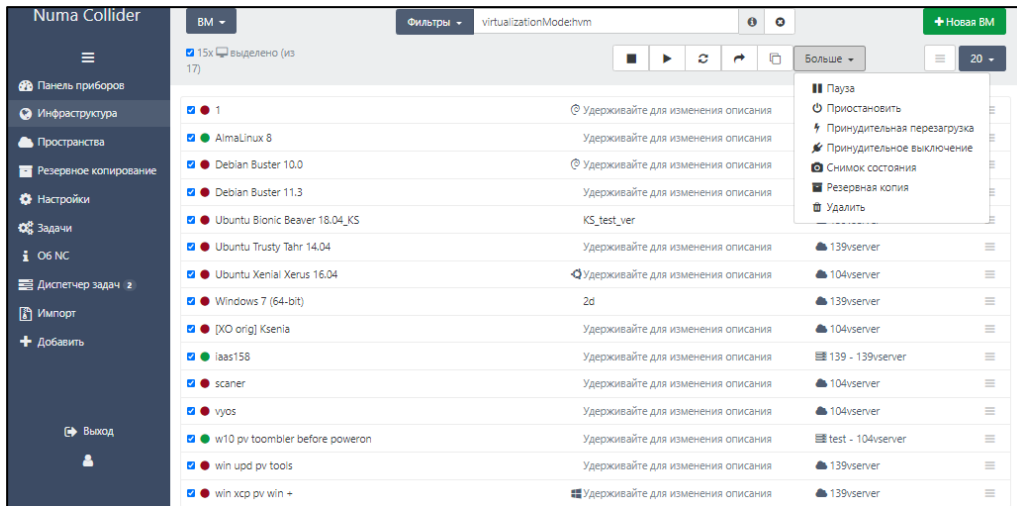 Numa Collider
ВМ
Фильтры
virtualizationMode:hvm
Новая ВМ
15x выделено (из
17)
Больше
20
Панель приборов
Инфраструктура
Пространства
Резервное копирование
Настройки
Задачи
Об NC
Диспетчер задач 2
Импорт
Добавить
Выход
Пауза
Приостановить
Принудительная перезагрузка
Принудительное выключение
Снимок состояния
Резервная копия
Удалить
1 Удерживайте для изменения описания
AlmaLinux 8 Удерживайте для изменения описания
Debian Buster 10.0 Удерживайте для изменения описания
Debian Buster 11.3 Удерживайте для изменения описания
Ubuntu Bionic Beaver 18.04_KS KS_test_ver
Ubuntu Trusty Tahr 14.04 Удерживайте для изменения описания 139vserver
Ubuntu Xenial Xerus 16.04 Удерживайте для изменения описания 104vserver
Windows 7 (64-bit) 2d 139vserver
[XO orig] Ksenia Удерживайте для изменения описания 104vserver
iaas158 Удерживайте для изменения описания 139 - 139vserver
scaner Удерживайте для изменения описания 104vserver
vyos Удерживайте для изменения описания 104vserver
w10 pv toombler before poweron Удерживайте для изменения описания test - 104vserver
win upd pv tools Удерживайте для изменения описания 139vserver
win xcp pv win + Удерживайте для изменения описания 139vserver